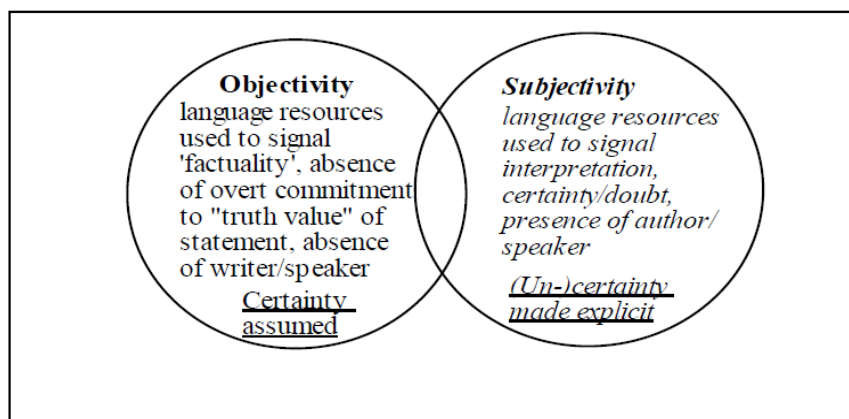 Objectivity
language resources
used to signal
'factuality', absence
of overt commitment
to "truth value" of
statement, absence
of writer/speaker
Certainty
assumed
Subjectivity
language resources
used to signal
interpretation,
certainty/doubt,
presence of author/
speaker
(Un-)certainty
made explicit